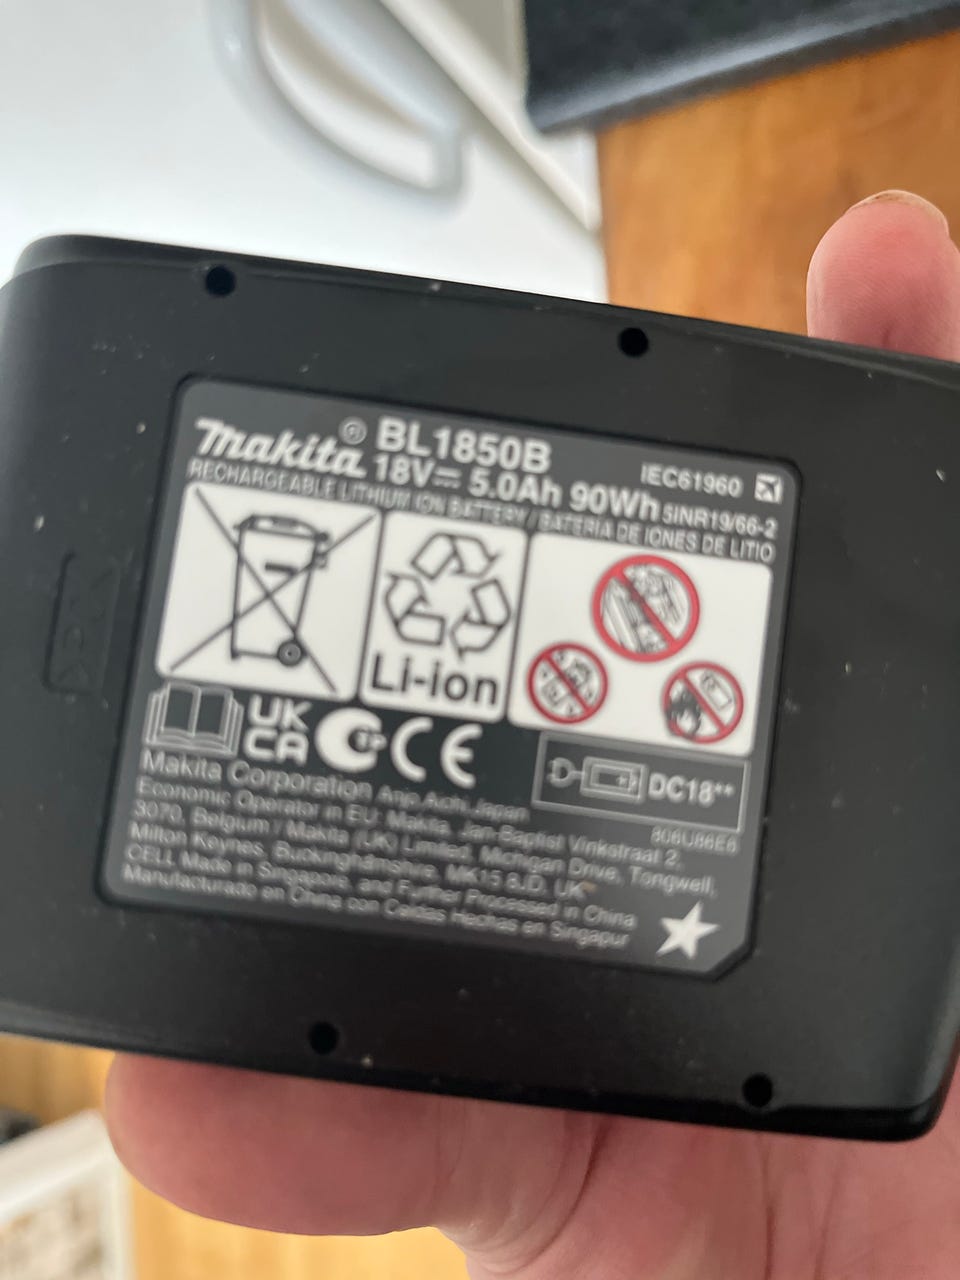 makita® BL1850B
18V⎓ 5.0Ah 90Wh
IEC61960
5INR19/66-2
RECHARGEABLE LITHIUM ION BATTERY / BATERÍA DE IONES DE LITIO
Li-ion
UK
CA
CE
DC18**
Makita Corporation Anjo, Aichi, Japan
Economic Operator in EU: Makita, Jan-Baptist Vinkstraat 2,
3070, Belgium / Makita (UK) Limited, Michigan Drive, Tongwell,
Milton Keynes, Buckinghamshire, MK15 8JD, UK
CELL Made in Singapore, and Further Processed in China
Manufacturado en China con Celdas Hechas en Singapur